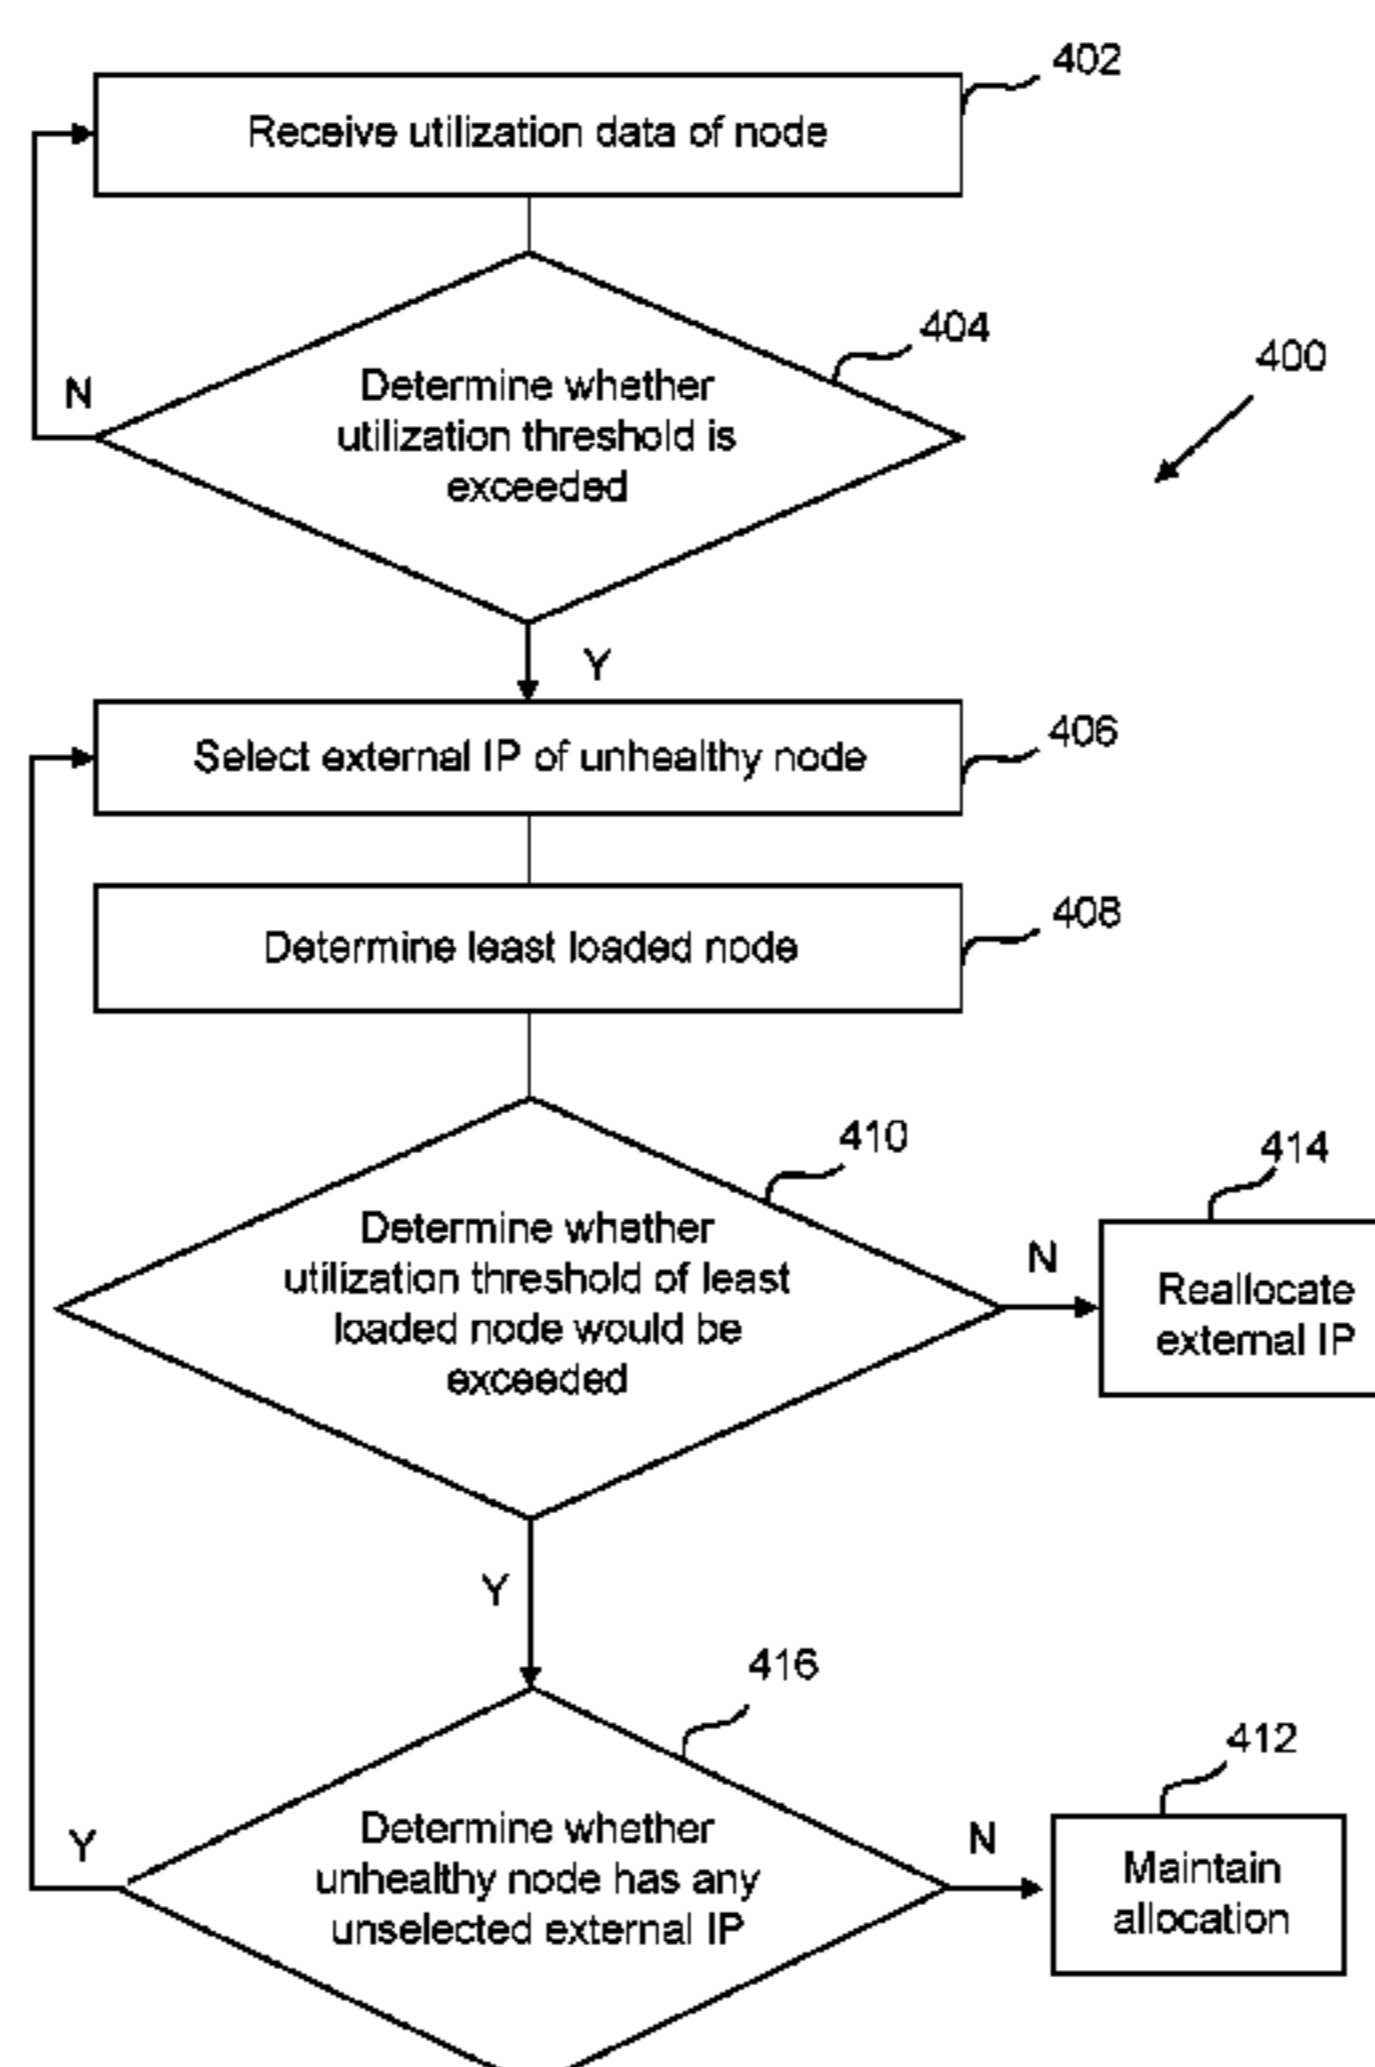 402
Receive utilization data of node
404
400
N
Determine whether
utilization threshold is
exceeded
Y
406
Select external IP of unhealthy node
408
Determine least loaded node
410
414
Determine whether
utilization threshold of least
loaded node would be
exceeded
N
Reallocate
external IP
Y
416
412
Y
Determine whether
unhealthy node has any
unselected external IP
N
Maintain
allocation